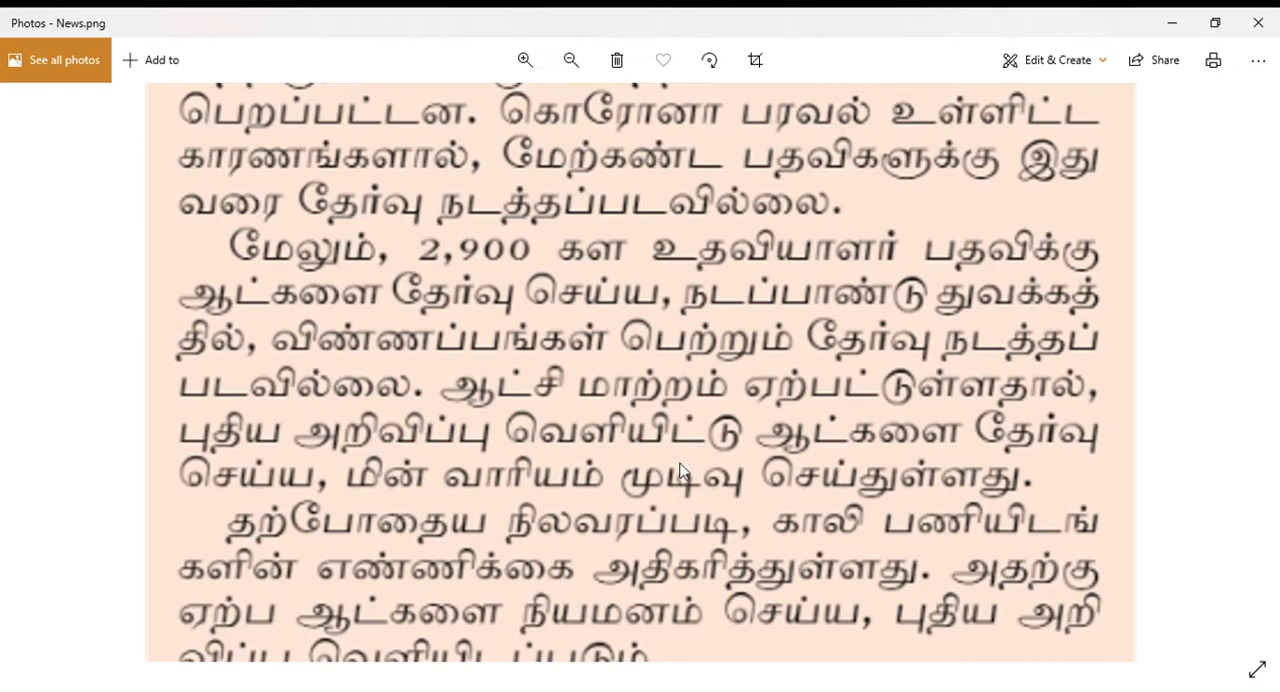 Photos - News.png
See all photos
Add to
Edit & Create
Share
பெறப்பட்டன. கொரோனா பரவல் உள்ளிட்ட
காரணங்களால், மேற்கண்ட பதவிகளுக்கு இது
வரை தேர்வு நடத்தப்படவில்லை.
மேலும், 2,900 கள உதவியாளர் பதவிக்கு
ஆட்களை தேர்வு செய்ய, நடப்பாண்டு துவக்கத்
தில், விண்ணப்பங்கள் பெற்றும் தேர்வு நடத்தப்
படவில்லை. ஆட்சி மாற்றம் ஏற்பட்டுள்ளதால்,
புதிய அறிவிப்பு வெளியிட்டு ஆட்களை தேர்வு
செய்ய, மின் வாரியம் முடிவு செய்துள்ளது.
தற்போதைய நிலவரப்படி, காலி பணியிடங்
களின் எண்ணிக்கை அதிகரித்துள்ளது. அதற்கு
ஏற்ப ஆட்களை நியமனம் செய்ய, புதிய அறி
விப்பு வெளியிடப்படும்.